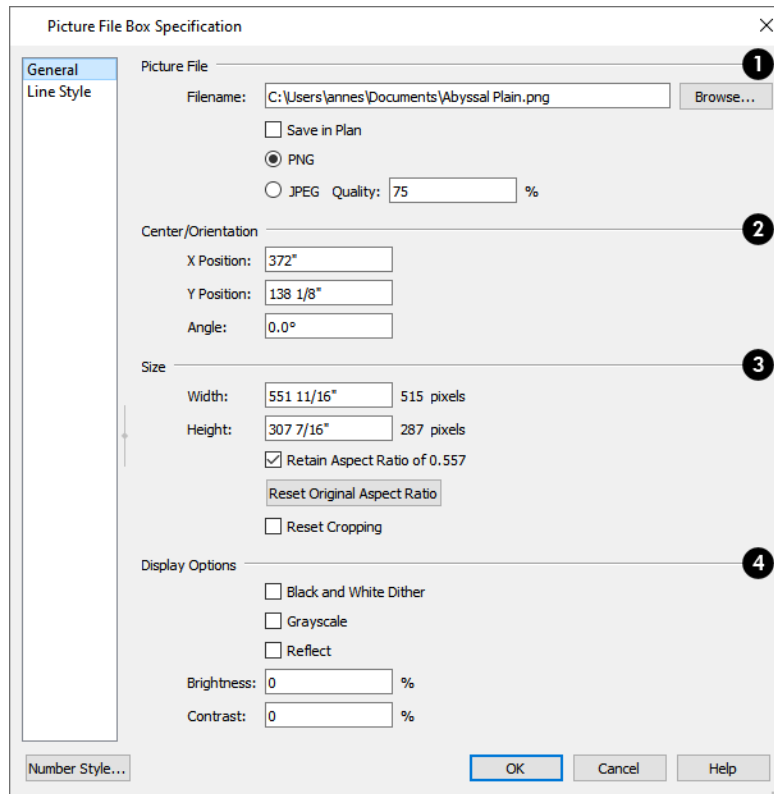 Picture File Box Specification
General
Line Style
Picture File 1
Filename: C:\Users\annes\Documents\Abyssal Plain.png Browse...
Save in Plan
PNG
JPEG Quality: 75 %
Center/Orientation 2
X Position: 372"
Y Position: 138 1/8"
Angle: 0.0°
Size 3
Width: 551 11/16" 515 pixels
Height: 307 7/16" 287 pixels
Retain Aspect Ratio of 0.557
Reset Original Aspect Ratio
Reset Cropping
Display Options 4
Black and White Dither
Grayscale
Reflect
Brightness: 0 %
Contrast: 0 %
Number Style... OK Cancel Help